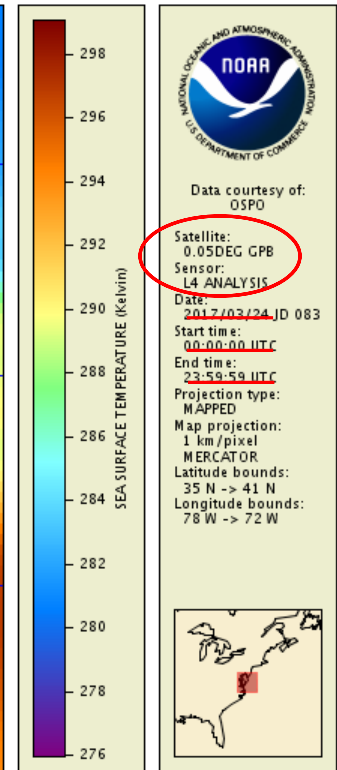 298
296
294
292
290
288
286
284
282
280
278
276
SEA SURFACE TEMPERATURE (Kelvin)
NATIONAL OCEANIC AND ATMOSPHERIC ADMINISTRATION
NOAA
U.S. DEPARTMENT OF COMMERCE
Data courtesy of:
OSPO
Satellite:
0.05DEG GPB
Sensor:
L4 ANALYSIS
Date:
2017/03/24 JD 083
Start time:
00:00:00 UTC
End time:
23:59:59 UTC
Projection type:
MAPPED
Map projection:
1 km/pixel
MERCATOR
Latitude bounds:
35 N -> 41 N
Longitude bounds:
78 W -> 72 W